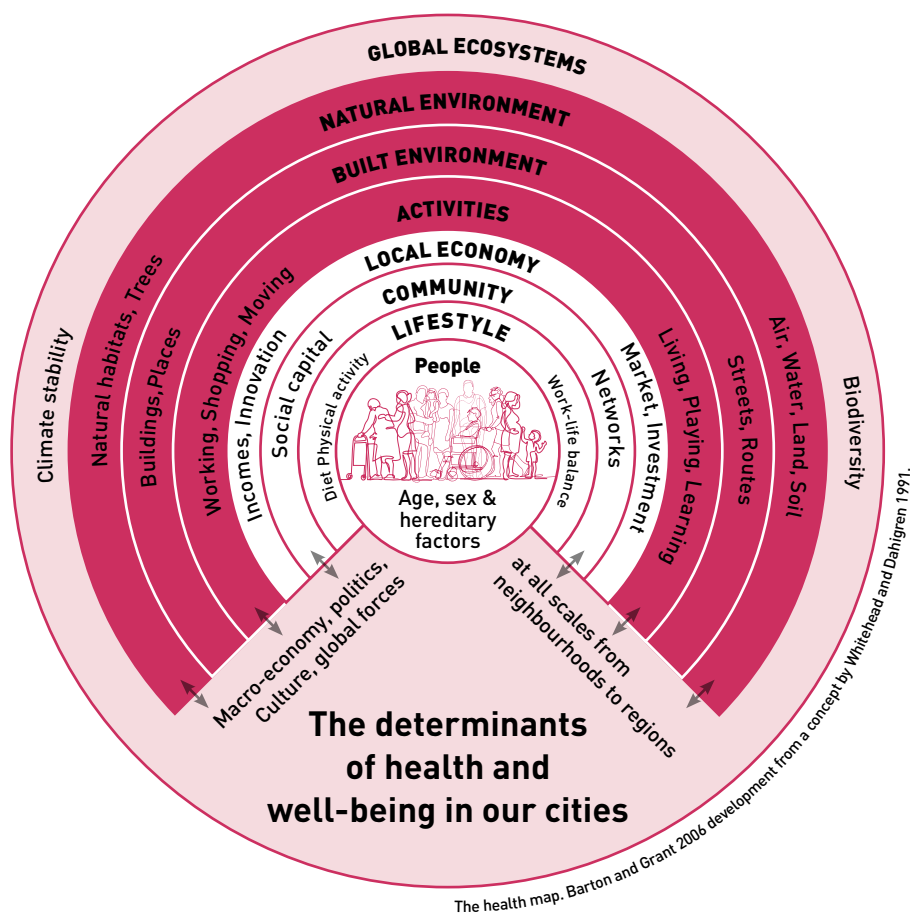 GLOBAL ECOSYSTEMS
NATURAL ENVIRONMENT
BUILT ENVIRONMENT
ACTIVITIES
LOCAL ECONOMY
COMMUNITY
LIFESTYLE
People
Age, sex &
hereditary
factors
Climate stability
Natural habitats, Trees
Buildings,Places
Working, Shopping, Moving
Incomes, Innovation
Social capital
Diet Physical activity
Work-life balance
Networks
Market, Investment
Living, Playing, Learning
Streets, Routes
Air, Water, Land, Soil
Biodiversity
Macro-economy, politics,
Culture, global forces
at all scales from
neighbourhoods to regions
The determinants
of health and
well-being in our cities
The health map. Barton and Grant 2006 development from a concept by Whitehead and Dahigren 1991.